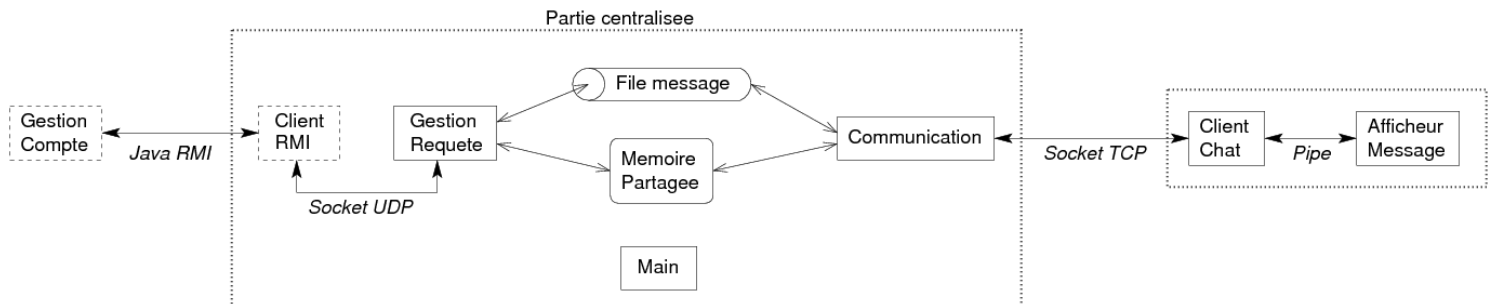 Partie centralisee
Gestion
Compte
Java RMI
Client
RMI
Socket UDP
Gestion
Requete
File message
Memoire
Partagee
Main
Communication
Socket TCP
Client
Chat
Pipe
Afficheur
Message